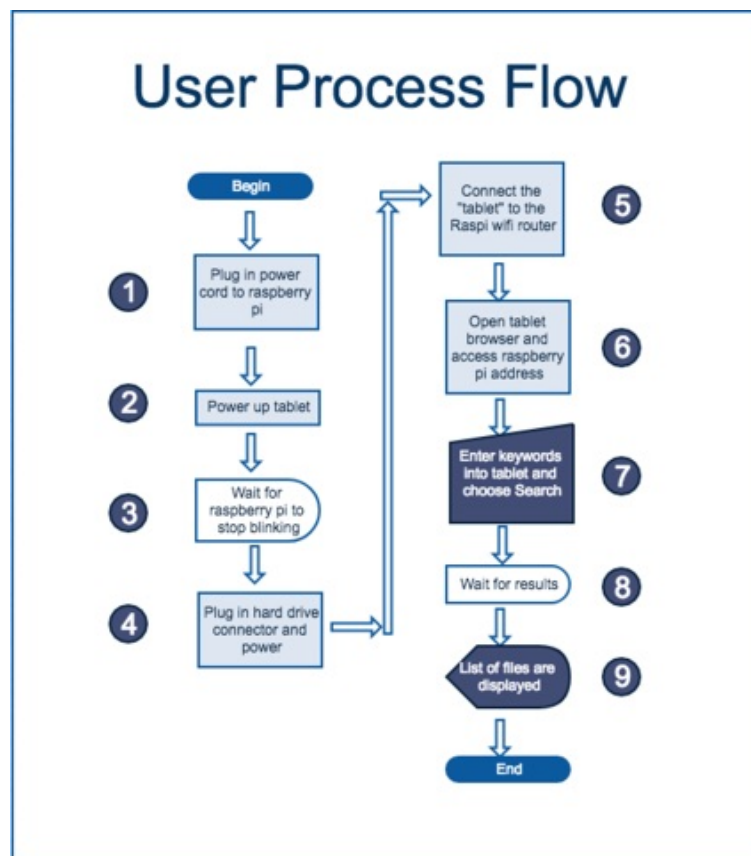 User Process Flow
Begin
1
Plug in power
cord to raspberry
pi
2
Power up tablet
3
Wait for
raspberry pi to
stop blinking
4
Plug in hard drive
connector and
power
5
Connect the
"tablet" to the
Raspi wifi router
6
Open tablet
browser and
access raspberry
pi address
7
Enter keywords
into tablet and
choose Search
8
Wait for results
9
List of files are
displayed
End